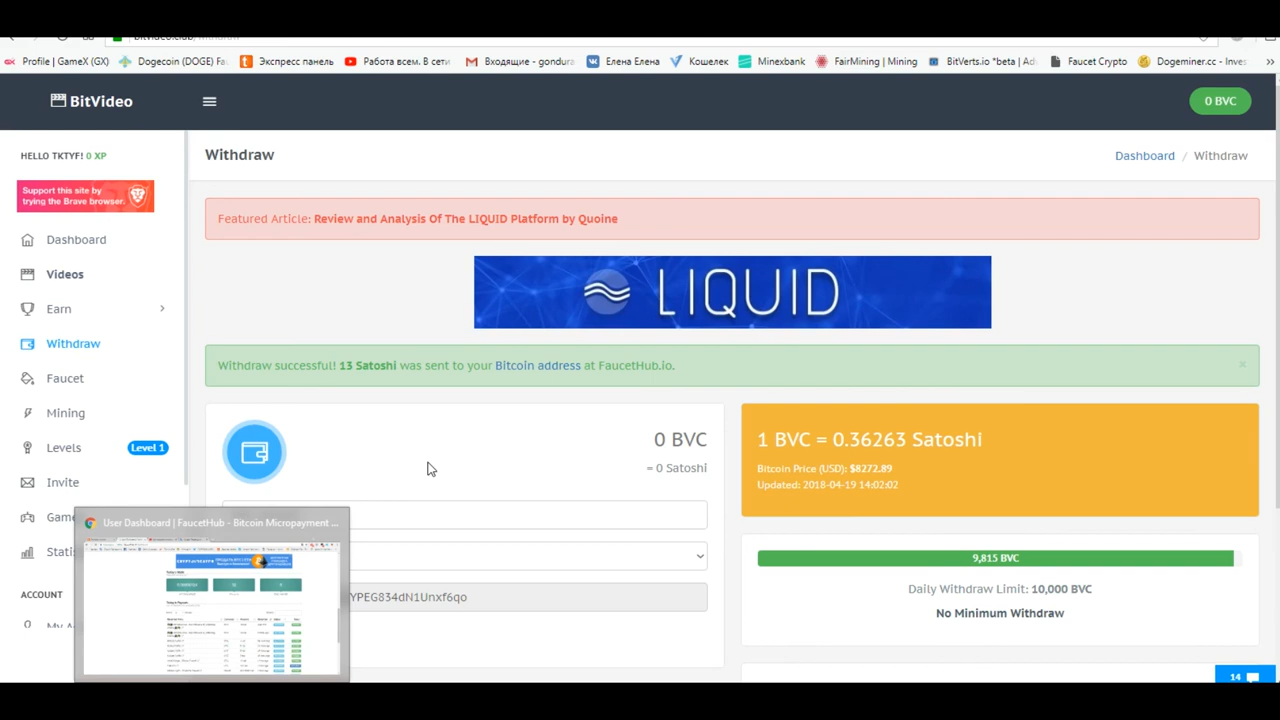 Profile | GameX (GX)
Dogecoin (DOGE) Fau
Экспресс панель
Работа всем. В сети
Входящие - gondura
Елена Елена
Кошелек
Minexbank
FairMining | Mining
BitVerts.io *beta | Adv
Faucet Crypto
Dogeminer.cc - Inves
BitVideo
0 BVC
HELLO TKTYF! 0 XP
Support this site by
trying the Brave browser.
Dashboard
Videos
Earn
Withdraw
Faucet
Mining
Levels
Level 1
Invite
Game
Stati
ACCOUNT
Withdraw
Dashboard / Withdraw
Featured Article: Review and Analysis Of The LIQUID Platform by Quoine
LIQUID
Withdraw successful! 13 Satoshi was sent to your Bitcoin address at FaucetHub.io.
×
0 BVC
= 0 Satoshi
YPEG834dN1Unxf6qo
1 BVC = 0.36263 Satoshi
Bitcoin Price (USD): $8272.89
Updated: 2018-04-19 14:02:02
9,815 BVC
Daily Withdraw Limit: 10,000 BVC
No Minimum Withdraw
User Dashboard | FaucetHub - Bitcoin Micropayment ...
14